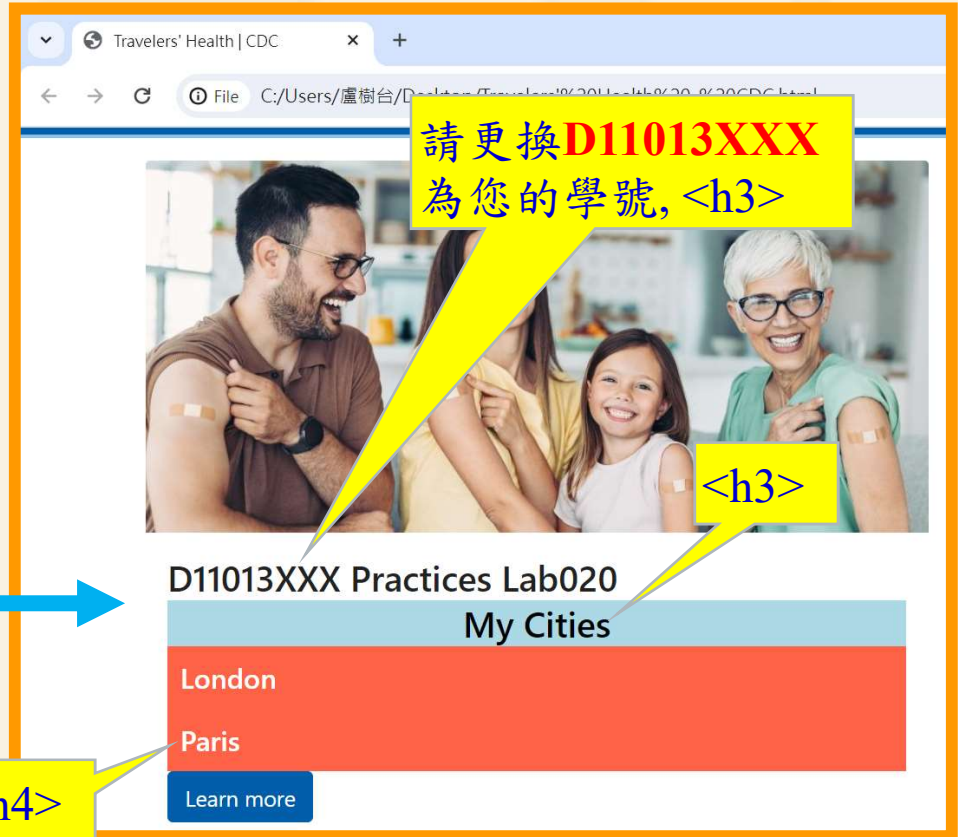 Travelers' Health | CDC
File C:/Users/盧樹台/Desktop/Travelers'%20Health%20_%20CDC.html
請更換D11013XXX
為您的學號, <h3>
<h3>
D11013XXX Practices Lab020
My Cities
London
Paris
h4>
Learn more